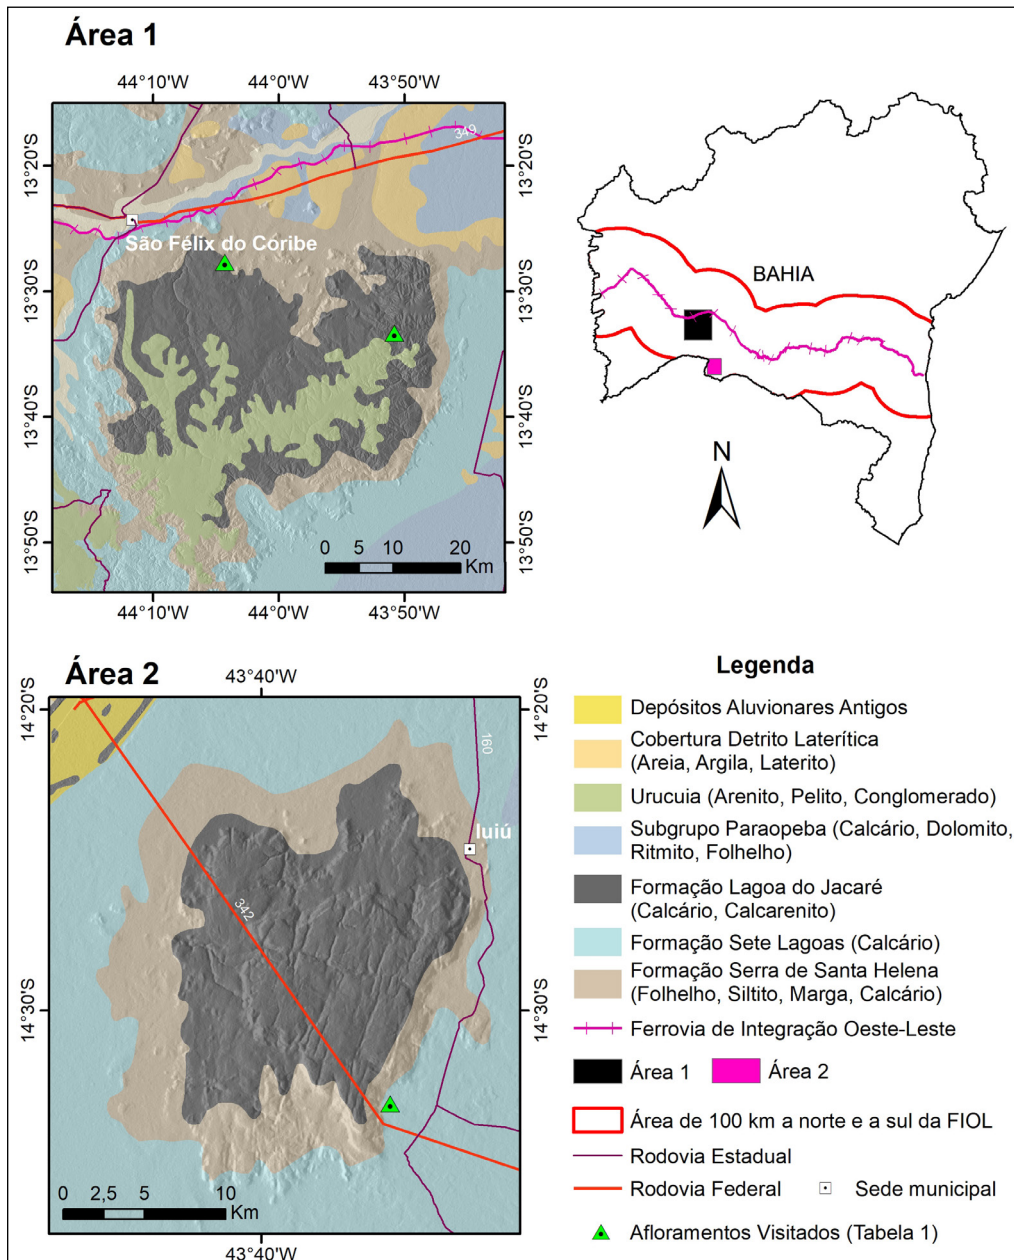 Área 1
44°10'W
44°0'W
43°50'W
13°20'S
13°30'S
13°40'S
13°50'S
349
São Félix do Coribe
0 5 10 20
Km
13°20'S
13°30'S
13°40'S
13°50'S
44°10'W
44°0'W
43°50'W
BAHIA
N
Área 2
43°40'W
14°20'S
14°30'S
160
Iuiú
342
0 2,5 5 10
Km
14°20'S
14°30'S
43°40'W
Legenda
Depósitos Aluvionares Antigos
Cobertura Detrito Laterítica
(Areia, Argila, Laterito)
Urucuia (Arenito, Pelito, Conglomerado)
Subgrupo Paraopeba (Calcário, Dolomito,
Ritmito, Folhelho)
Formação Lagoa do Jacaré
(Calcário, Calcarenito)
Formação Sete Lagoas (Calcário)
Formação Serra de Santa Helena
(Folhelho, Siltito, Marga, Calcário)
Ferrovia de Integração Oeste-Leste
Área 1 Área 2
Área de 100 km a norte e a sul da FIOL
Rodovia Estadual
Rodovia Federal Sede municipal
Afloramentos Visitados (Tabela 1)